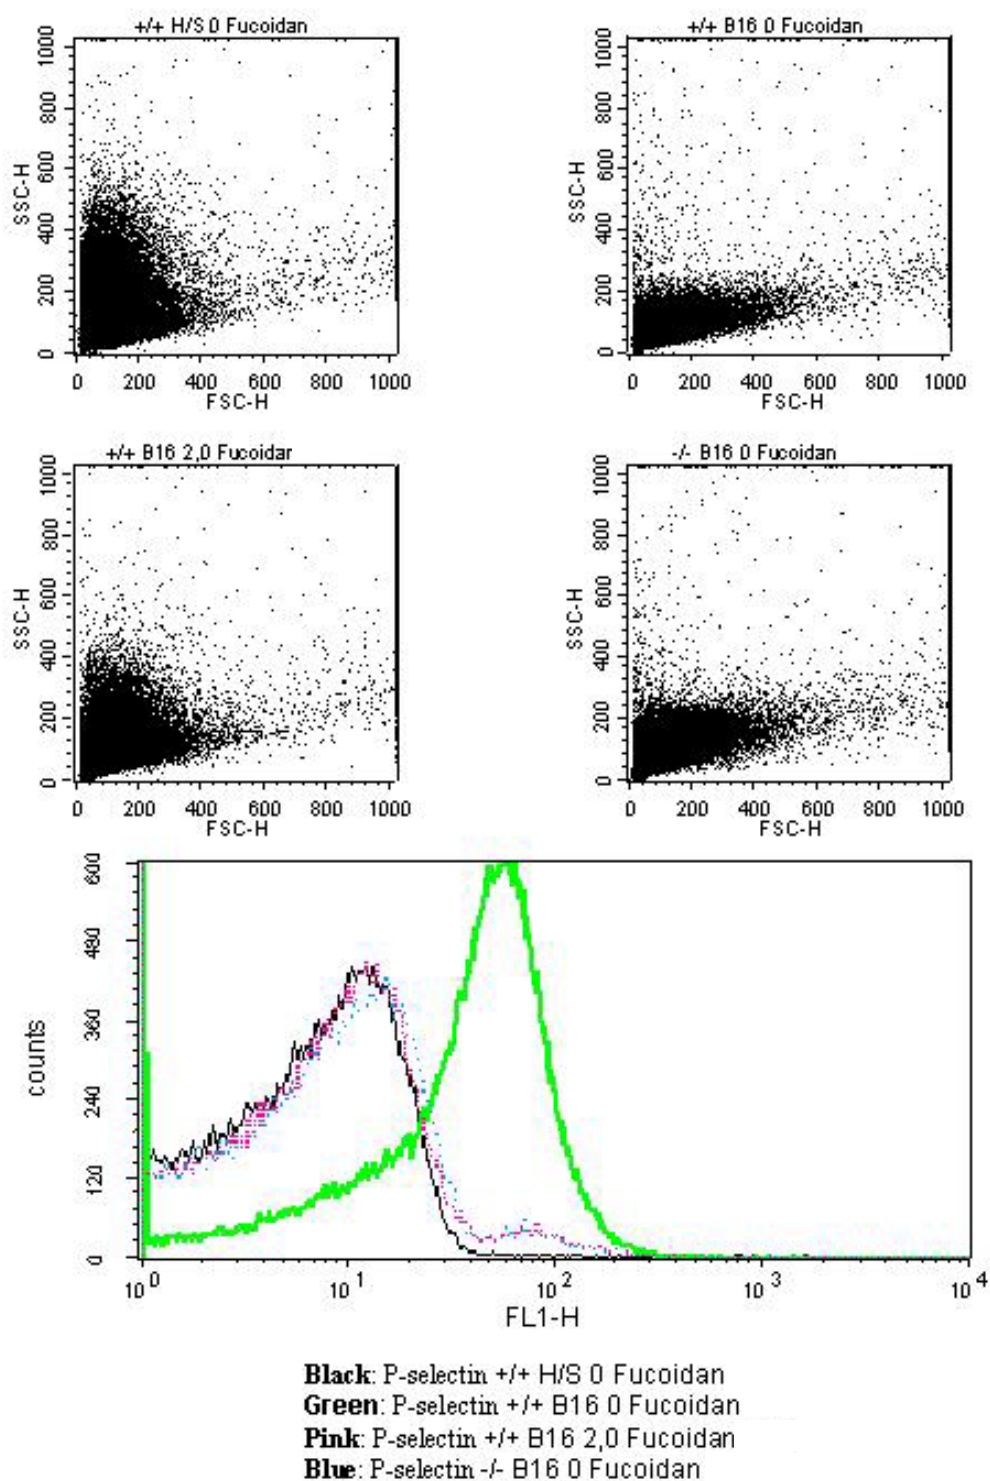 +/+ H/S 0 Fucoidan
1000
800
600
400
200
0
SSC-H
0 200 400 600 800 1000
FSC-H
+/+ B16 0 Fucoidan
1000
800
600
400
200
0
SSC-H
0 200 400 600 800 1000
FSC-H
+/+ B16 2,0 Fucoidar
1000
800
600
400
200
0
SSC-H
0 200 400 600 800 1000
FSC-H
-/- B16 0 Fucoidan
1000
800
600
400
200
0
SSC-H
0 200 400 600 800 1000
FSC-H
600
480
360
240
120
0
counts
10^0 10^1 10^2 10^3 10^4
FL1-H
Black: P-selectin +/+ H/S 0 Fucoidan
Green: P-selectin +/+ B16 0 Fucoidan
Pink: P-selectin +/+ B16 2,0 Fucoidan
Blue: P-selectin -/- B16 0 Fucoidan